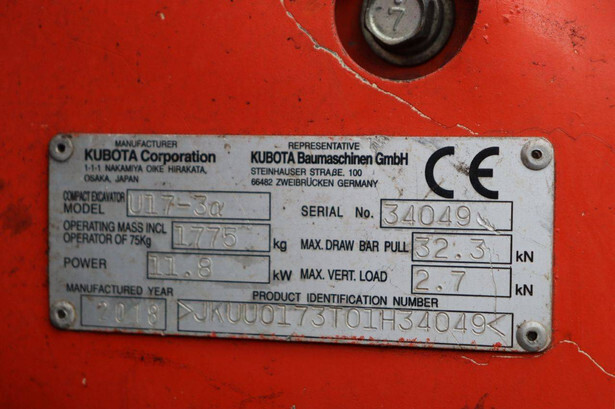 7
MANUFACTURER REPRESENTATIVE
KUBOTA Corporation KUBOTA Baumaschinen GmbH
1-1-1 NAKAMIYA OIKE HIRAKATA, STEINHAUSER STRAßE. 100
OSAKA, JAPAN 66482 ZWEIBRÜCKEN GERMANY
CE
COMPACT EXCAVATOR
MODEL U17-3α SERIAL No. 34049
OPERATING MASS INCL
OPERATOR OF 75Kg 1775 kg MAX. DRAW BAR PULL 32.3 kN
POWER 11.8 kW MAX. VERT. LOAD 2.7 kN
MANUFACTURED YEAR PRODUCT IDENTIFICATION NUMBER
>JKUU0173T01H34049<